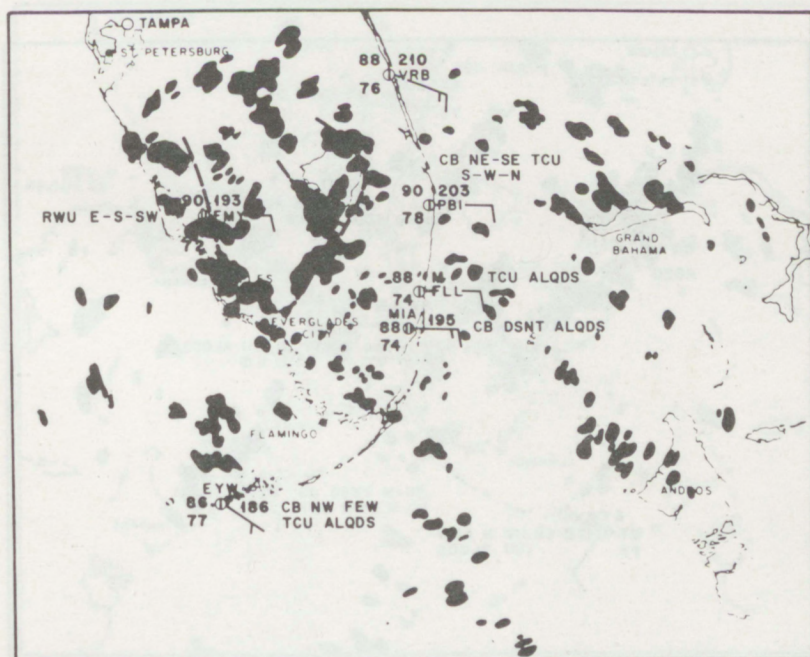 TAMPA
ST. PETERSBURG
88 210
VRB
76
CB NE-SE TCU
S-W-N
90 193
RWU E-S-SW
FMY
72
90 203
PBI
78
GRAND
BAHAMA
88 M TCU ALQDS
74 FLL
MIA
88 195 CB DSNT ALQDS
74
EVERGLADES
CITY
FLAMINGO
EYW
86 186 CB NW FEW
77 TCU ALQDS
ANDROS